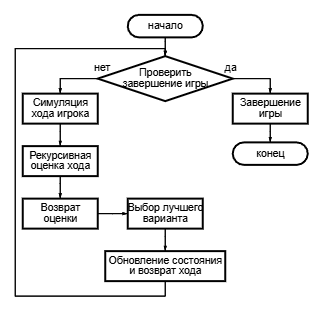 начало
нет
да
Проверить
завершение игры
Симуляция
хода игрока
Завершение
игры
Рекурсивная
оценка хода
конец
Возврат
оценки
Выбор лучшего
варианта
Обновление состояния
и возврат хода